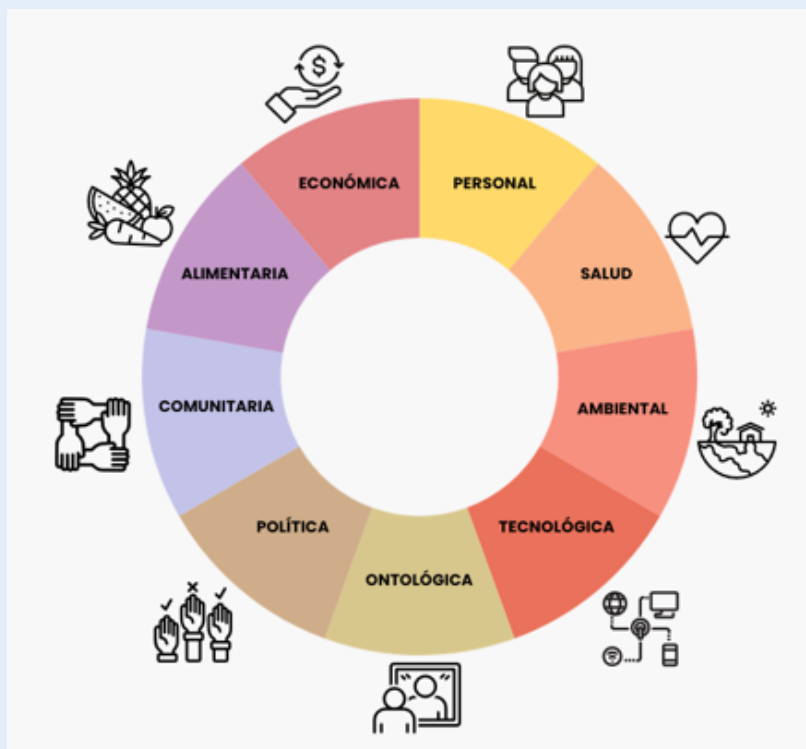 ECONÓMICA
PERSONAL
ALIMENTARIA
SALUD
COMUNITARIA
AMBIENTAL
POLÍTICA
TECNOLÓGICA
ONTOLÓGICA
$